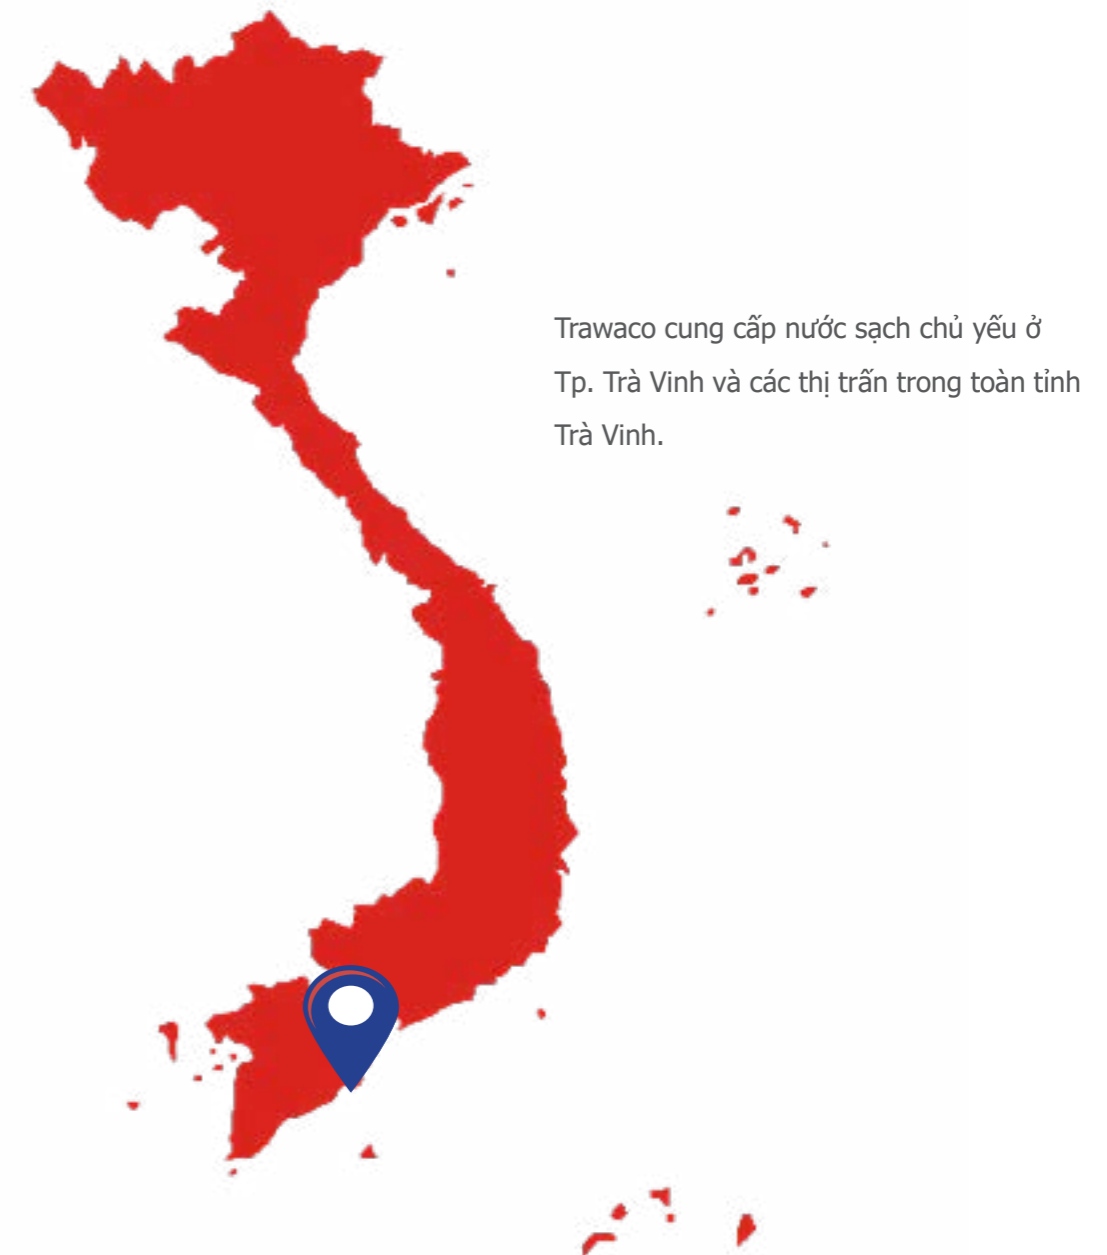 Trawaco cung cấp nước sạch chủ yếu ở
Tp. Trà Vinh và các thị trấn trong toàn tỉnh
Trà Vinh.